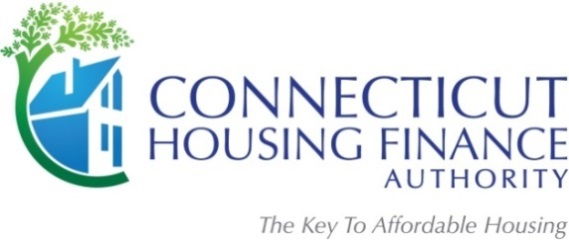 CONNECTICUT
HOUSING FINANCE
AUTHORITY
The Key To Affordable Housing